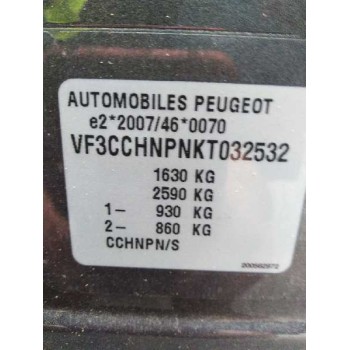 AUTOMOBILES PEUGEOT
e2*2007/46*0070
VF3CCHNPNKT032532
1630 KG
2590 KG
1- 930 KG
2- 860 KG
CCHNPN/S